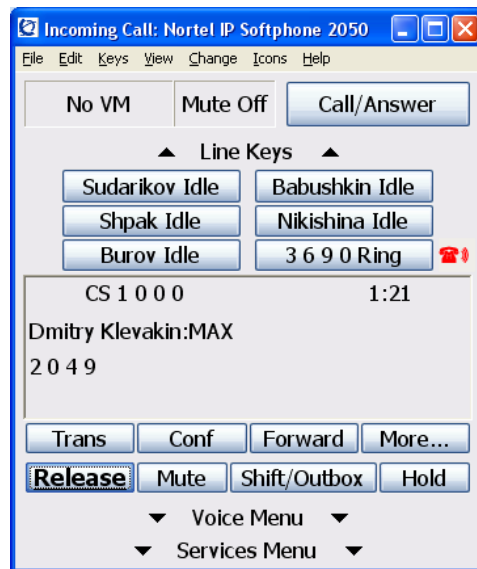 Incoming Call: Nortel IP Softphone 2050
File Edit Keys View Change Icons Help
No VM Mute Off Call/Answer
Line Keys
Sudarikov Idle Babushkin Idle
Shpak Idle Nikishina Idle
Burov Idle 3 6 9 0 Ring
CS 1 0 0 0 1:21
Dmitry Klevakin:MAX
2 0 4 9
Trans Conf Forward More...
Release Mute Shift/Outbox Hold
Voice Menu
Services Menu